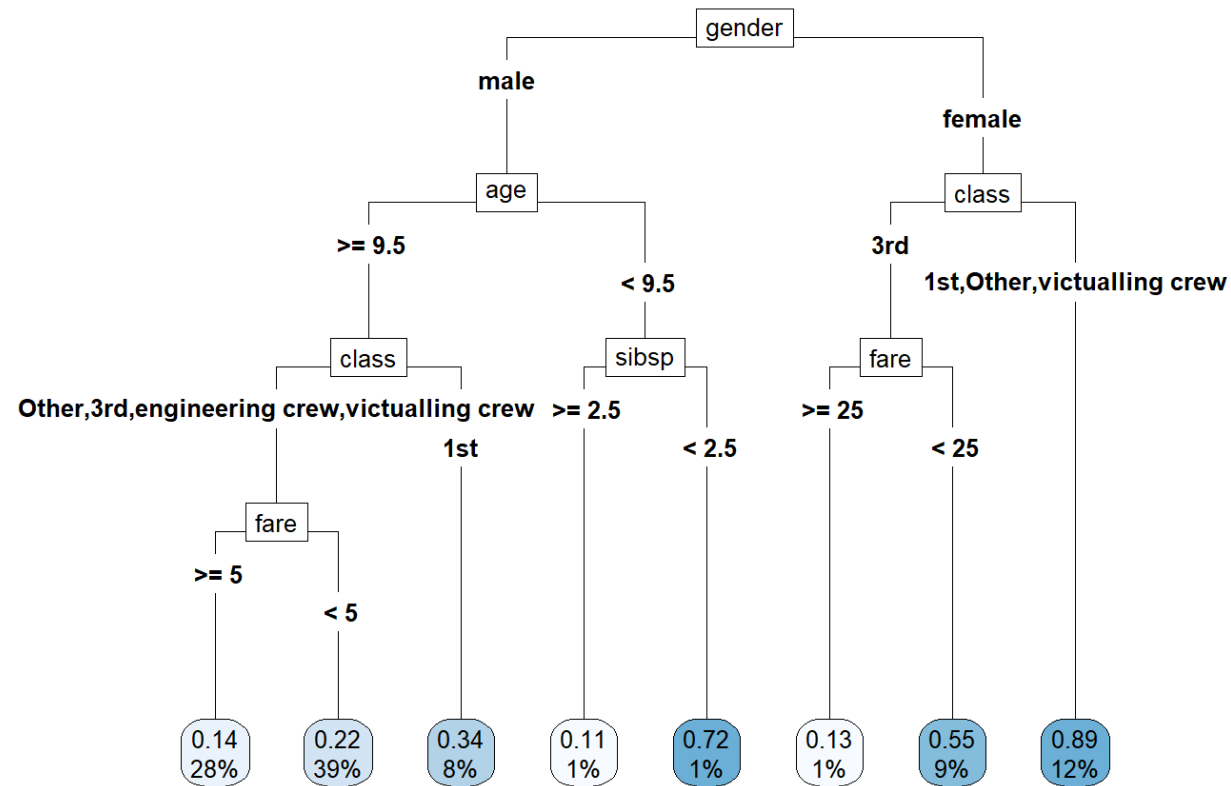 gender
male
female
age
class
>= 9.5
3rd
< 9.5
1st,Other,victualling crew
class
sibsp
fare
Other,3rd,engineering crew,victualling crew
>= 2.5
>= 25
1st
< 2.5
< 25
fare
>= 5
< 5
0.14
28%
0.22
39%
0.34
8%
0.11
1%
0.72
1%
0.13
1%
0.55
9%
0.89
12%